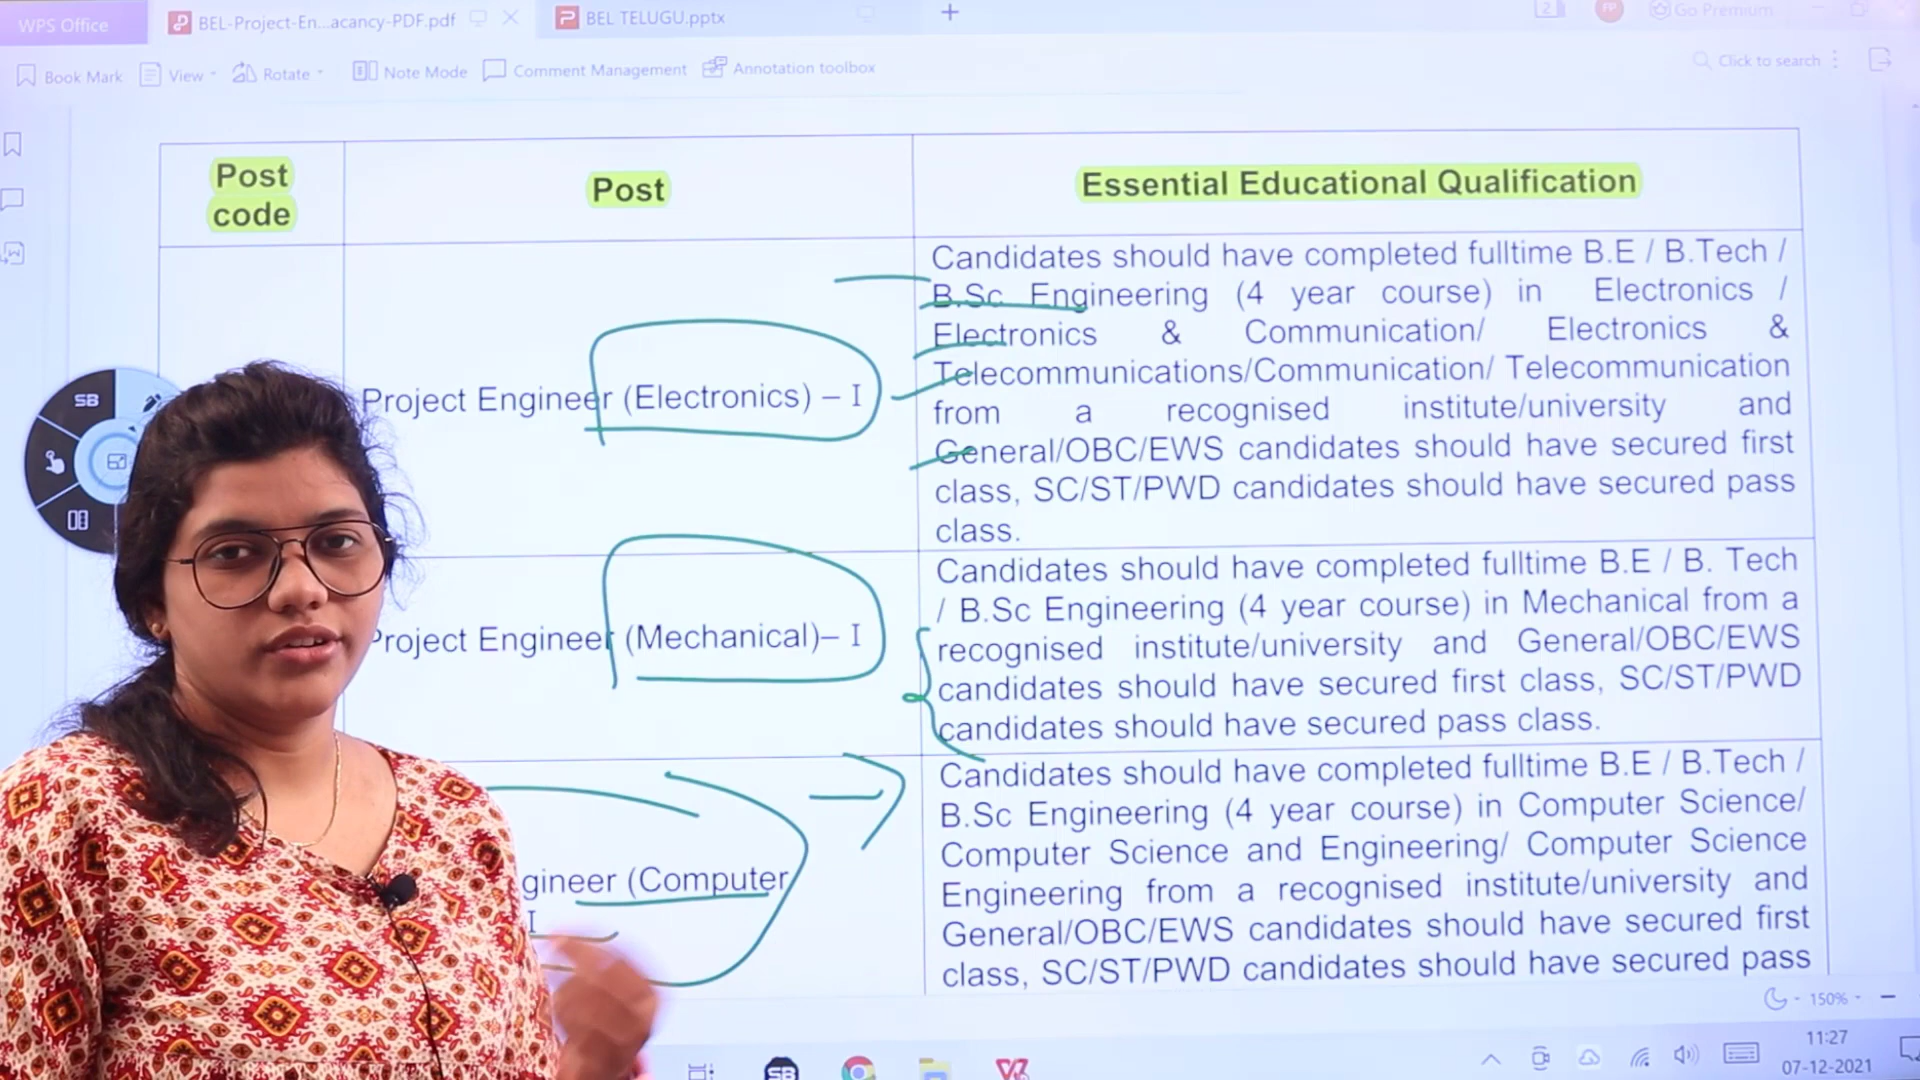 WPS Office
BEL-Project-En...acancy-PDF.pdf
BEL TELUGU.pptx
2
FP
Go Premium
Book Mark
View
Rotate
Note Mode
Comment Management
Annotation toolbox
Click to search
Post code
Post
Essential Educational Qualification
SB
Project Engineer (Electronics) – I
Candidates should have completed fulltime B.E / B.Tech /
B.Sc Engineering (4 year course) in Electronics /
Electronics & Communication/ Electronics &
Telecommunications/Communication/ Telecommunication
from a recognised institute/university and
General/OBC/EWS candidates should have secured first
class, SC/ST/PWD candidates should have secured pass
class.
Project Engineer (Mechanical)– I
Candidates should have completed fulltime B.E / B. Tech
/ B.Sc Engineering (4 year course) in Mechanical from a
recognised institute/university and General/OBC/EWS
candidates should have secured first class, SC/ST/PWD
candidates should have secured pass class.
gineer (Computer
I
Candidates should have completed fulltime B.E / B.Tech /
B.Sc Engineering (4 year course) in Computer Science/
Computer Science and Engineering/ Computer Science
Engineering from a recognised institute/university and
General/OBC/EWS candidates should have secured first
class, SC/ST/PWD candidates should have secured pass
150%
SB
11:27
07-12-2021